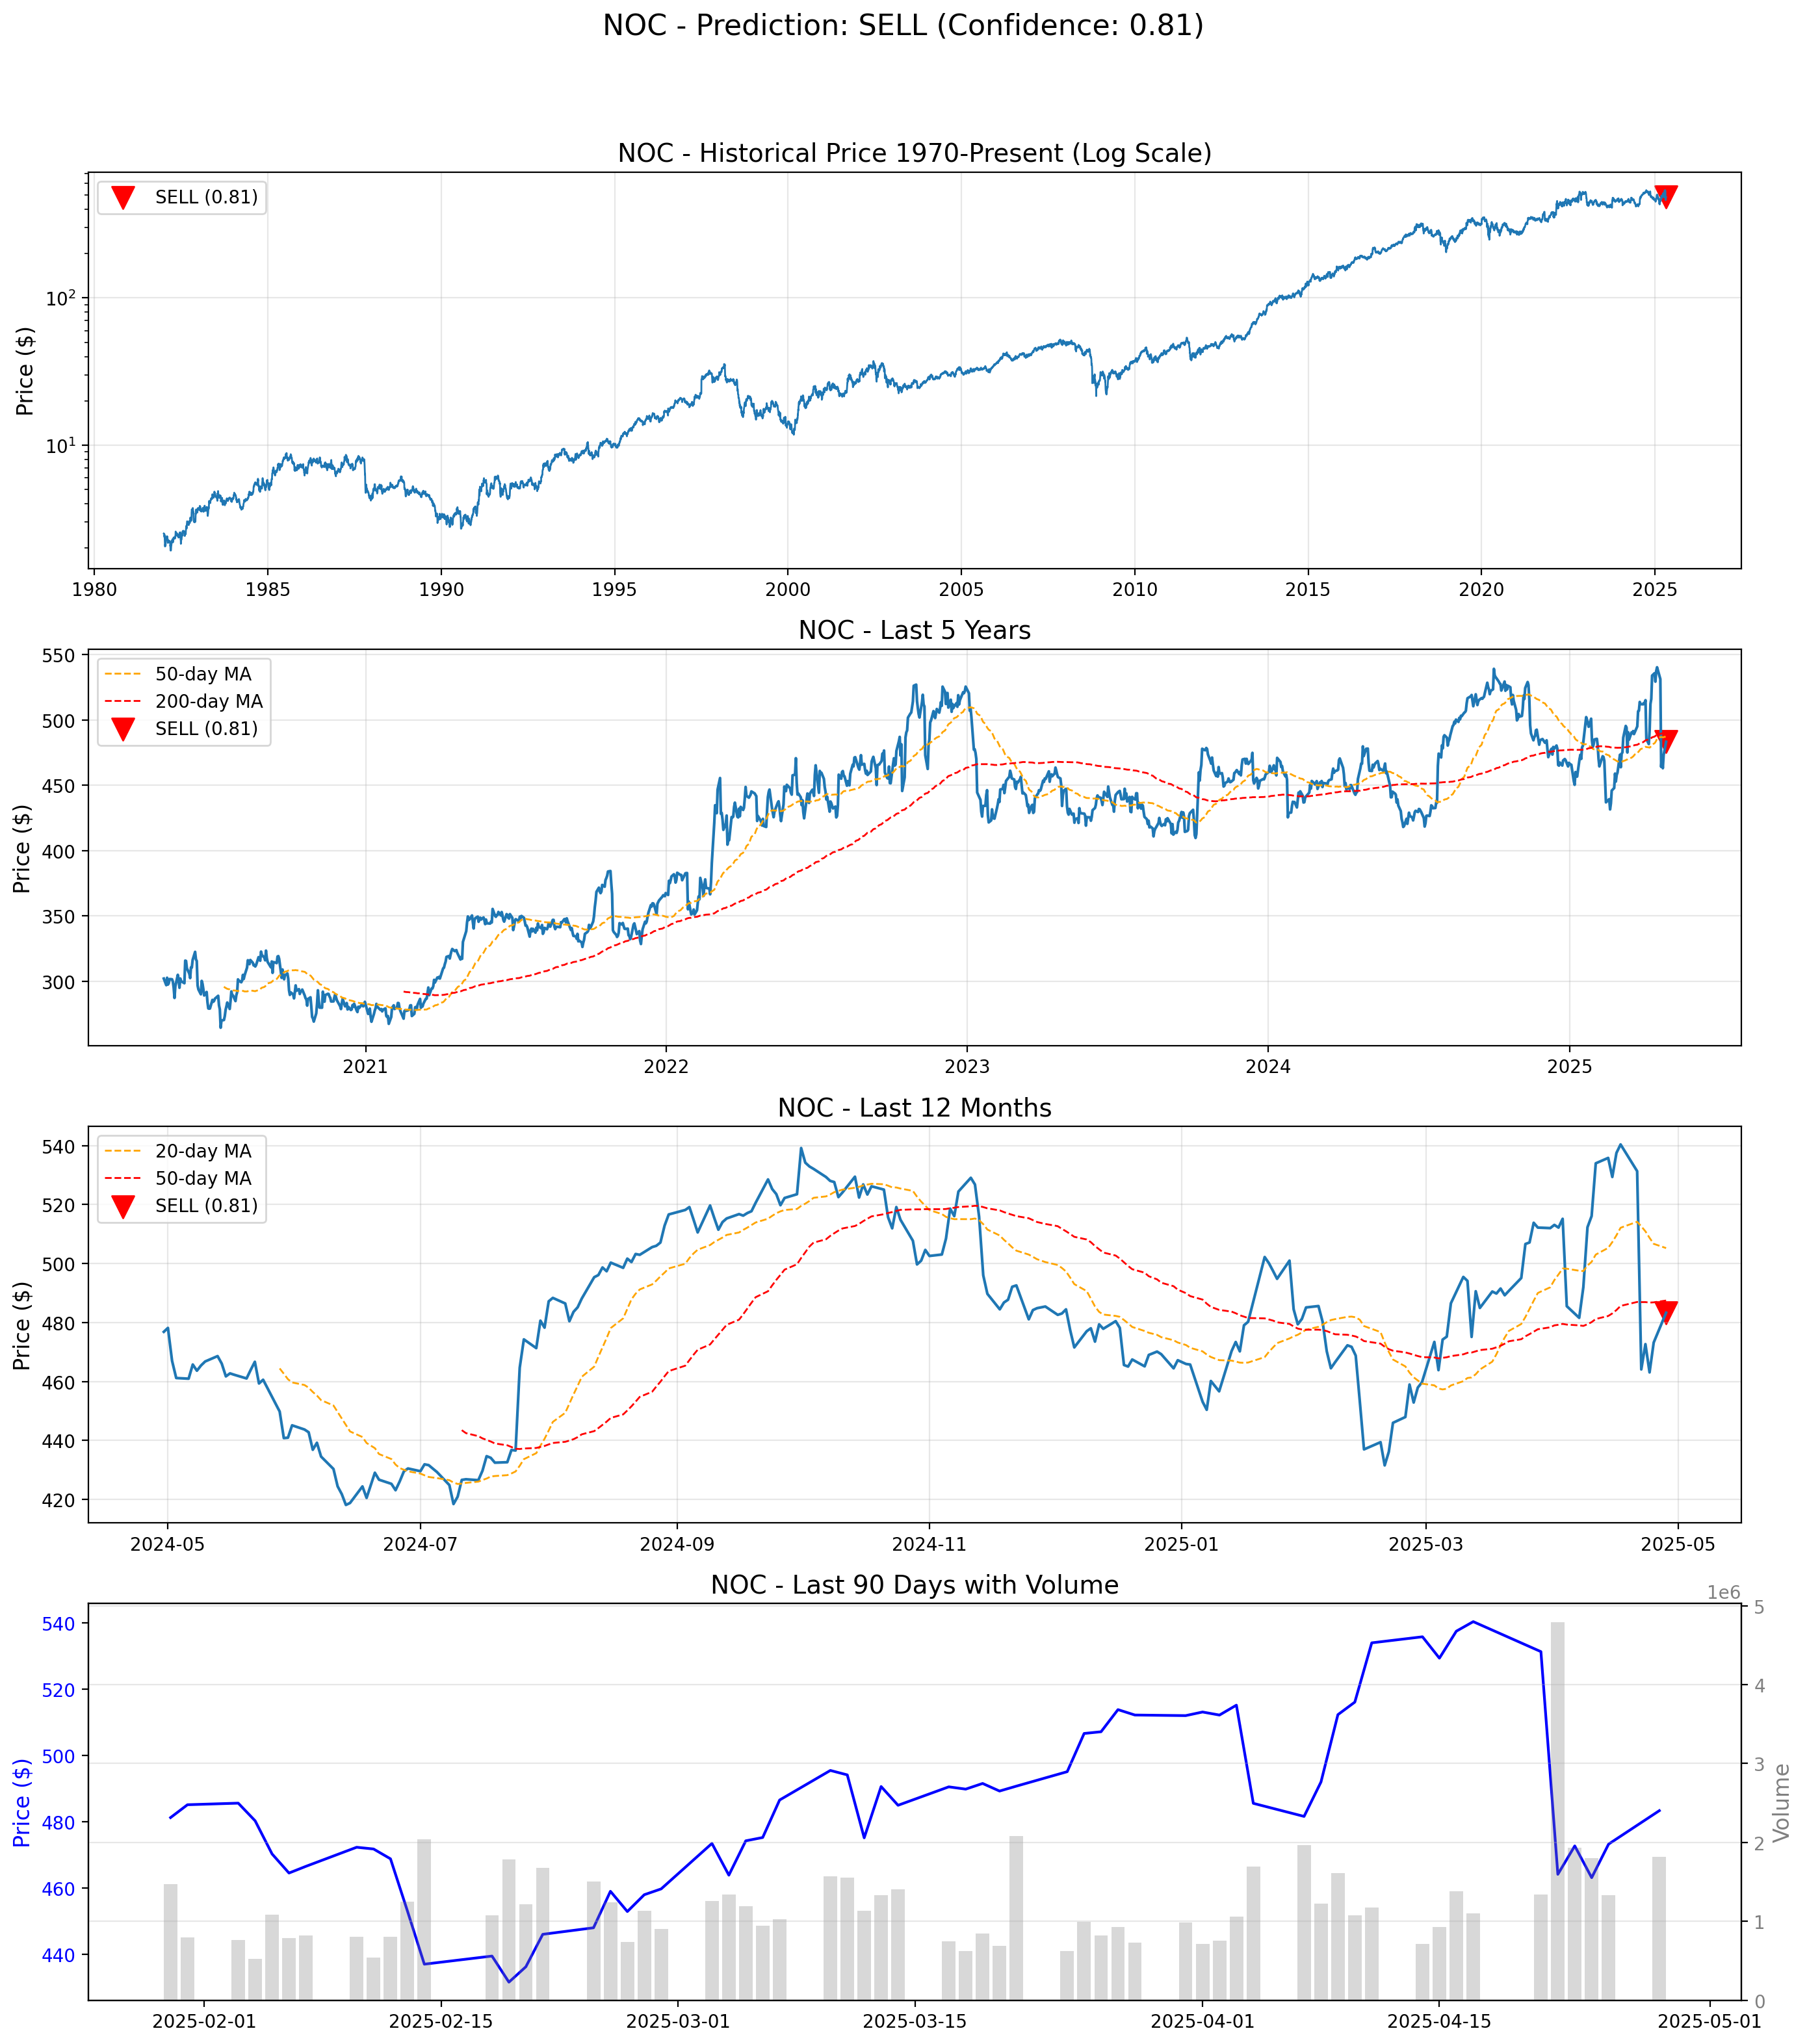 NOC - Prediction: SELL (Confidence: 0.81)
NOC - Historical Price 1970-Present (Log Scale)
SELL (0.81)
Price ($)
10²
10¹
1980 1985 1990 1995 2000 2005 2010 2015 2020 2025
NOC - Last 5 Years
50-day MA
200-day MA
SELL (0.81)
Price ($)
550
500
450
400
350
300
2021 2022 2023 2024 2025
NOC - Last 12 Months
20-day MA
50-day MA
SELL (0.81)
Price ($)
540
520
500
480
460
440
420
2024-05 2024-07 2024-09 2024-11 2025-01 2025-03 2025-05
NOC - Last 90 Days with Volume
1e6
Price ($)
540
520
500
480
460
440
5
4
3
2
1
0
Volume
2025-02-01 2025-02-15 2025-03-01 2025-03-15 2025-04-01 2025-04-15 2025-05-01